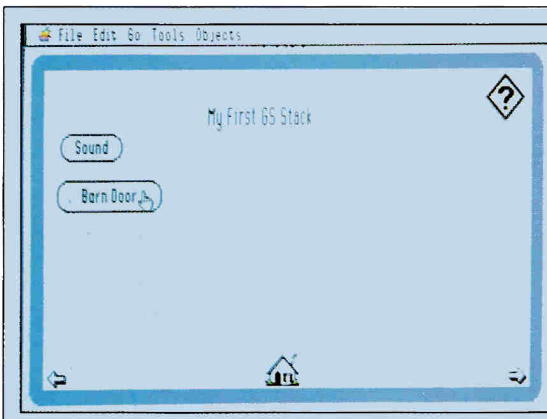 File Edit Go Tools Objects
?
My First GS Stack
Sound
Barn Door